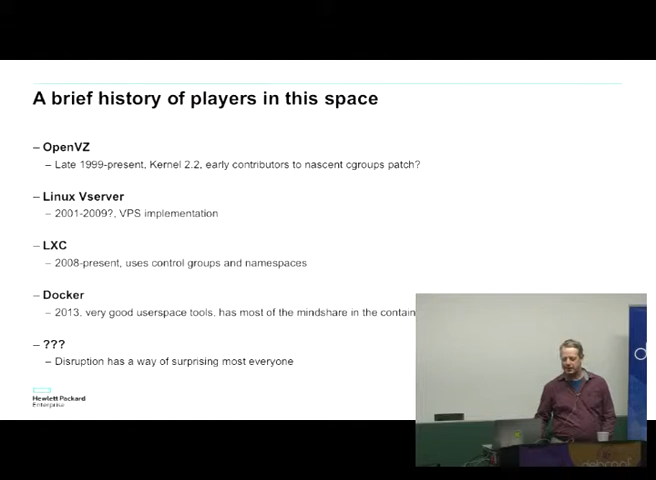 A brief history of players in this space
– OpenVZ
– Late 1999-present, Kernel 2.2, early contributors to nascent cgroups patch?
– Linux Vserver
– 2001-2009?, VPS implementation
– LXC
– 2008-present, uses control groups and namespaces
– Docker
– 2013, very good userspace tools, has most of the mindshare in the contain
– ???
– Disruption has a way of surprising most everyone
Hewlett Packard
Enterprise
debconf